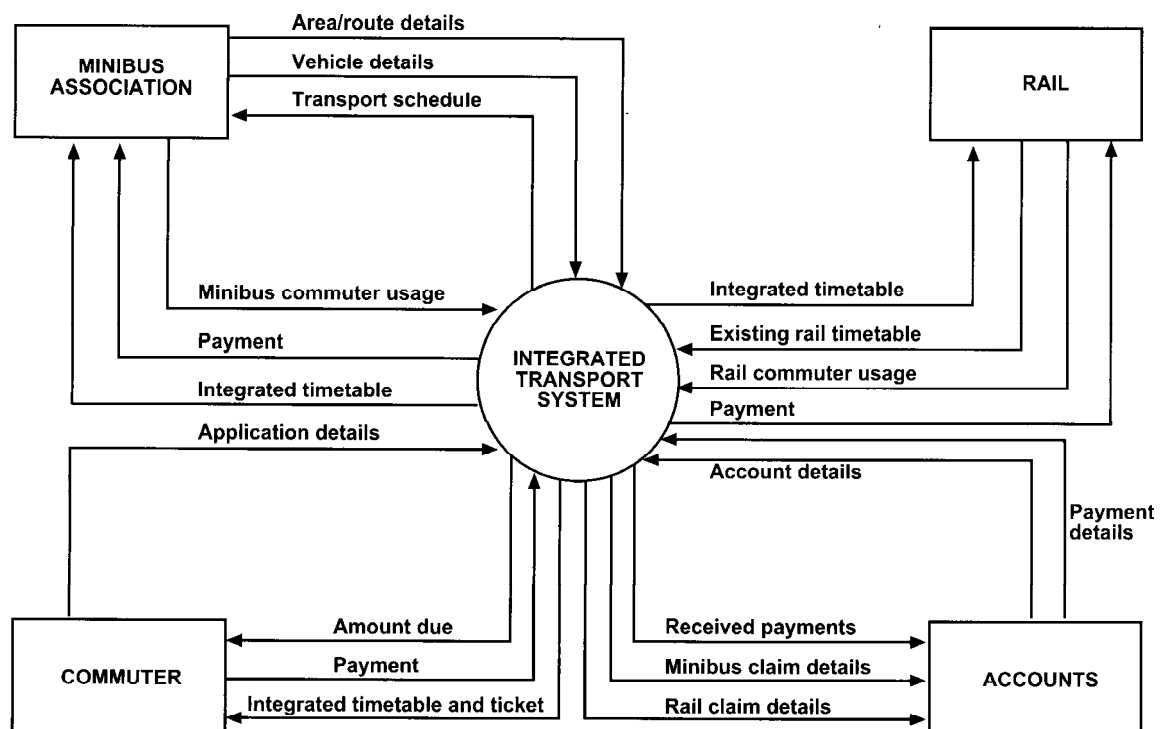 Area/route details
Vehicle details
Transport schedule
MINIBUS
ASSOCIATION
RAIL
Minibus commuter usage
Payment
Integrated timetable
Application details
INTEGRATED
TRANSPORT
SYSTEM
Integrated timetable
Existing rail timetable
Rail commuter usage
Payment
Account details
Payment
details
COMMUTER
Amount due
Payment
Integrated timetable and ticket
Received payments
Minibus claim details
Rail claim details
ACCOUNTS